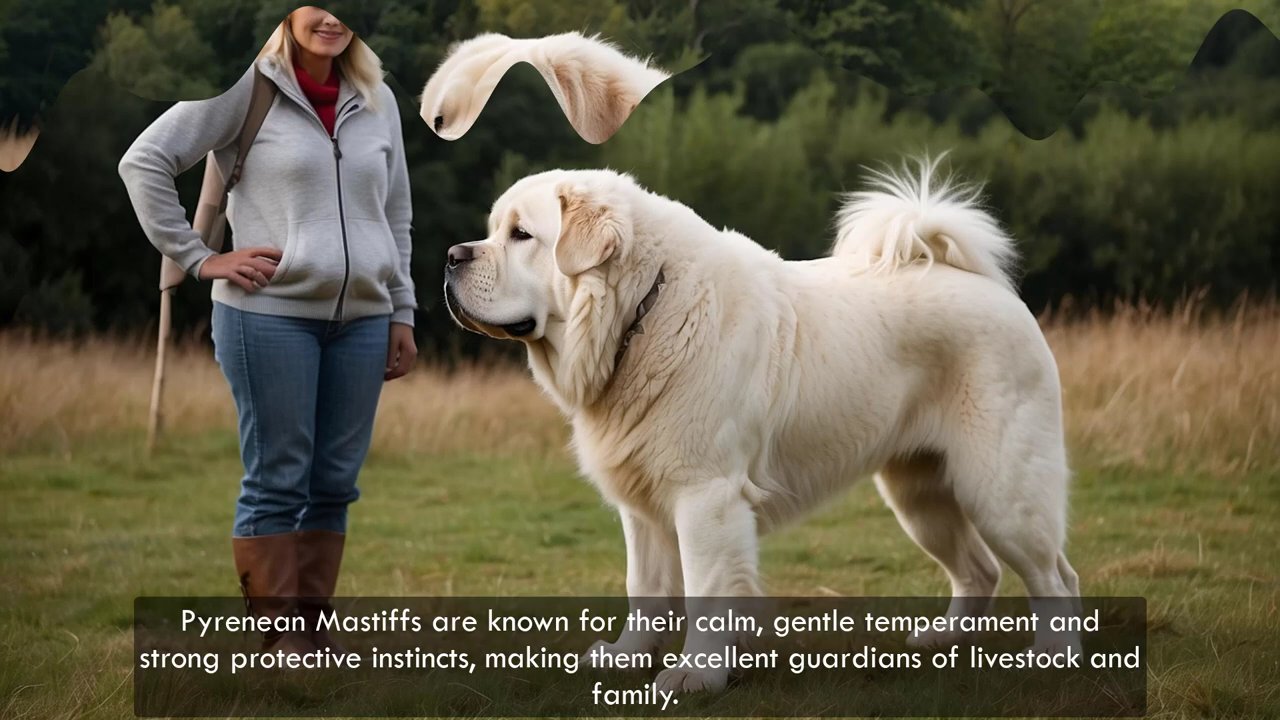 Pyrenean Mastiffs are known for their calm, gentle temperament and
strong protective instincts, making them excellent guardians of livestock and
family.